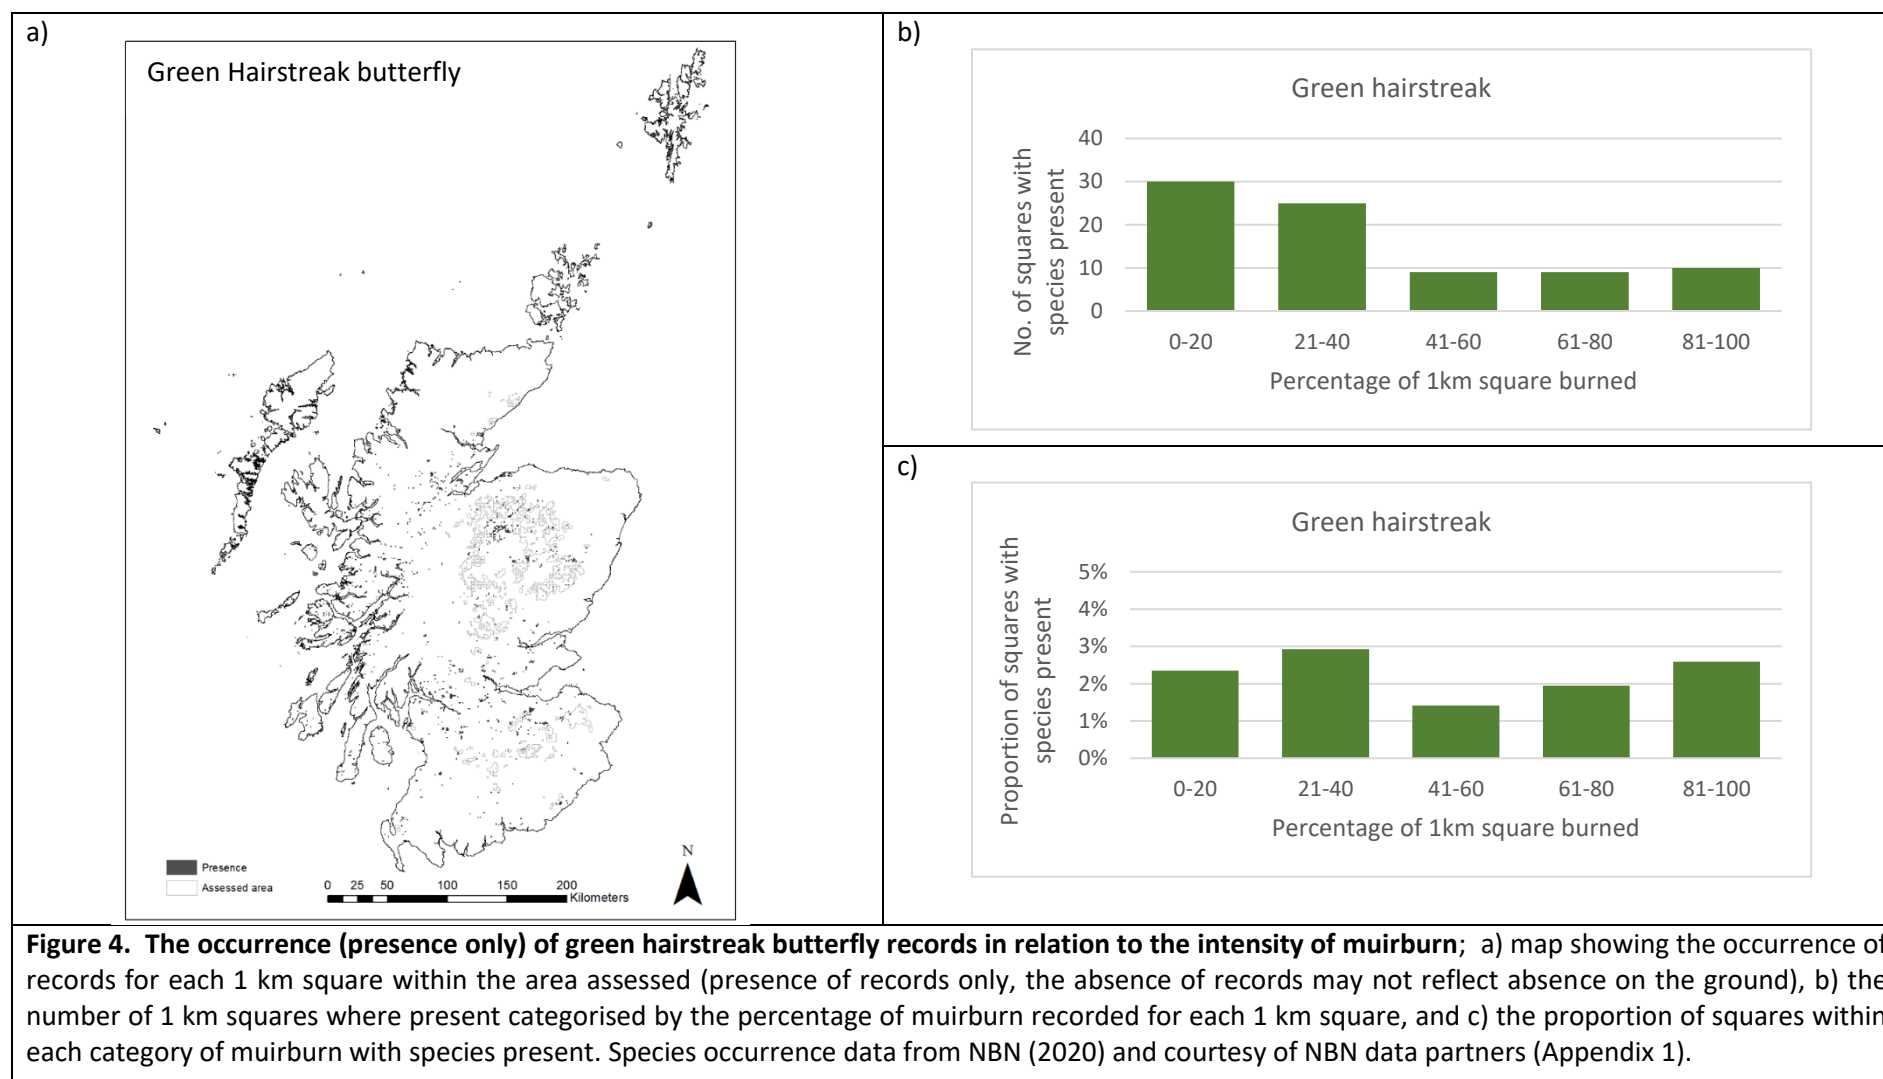 a)
Green Hairstreak butterfly
Presence
Assessed area
0 25 50 100 150 200
Kilometers
N
b)
Green hairstreak
No. of squares with
species present
40
30
20
10
0
0-20 21-40 41-60 61-80 81-100
Percentage of 1km square burned
c)
Green hairstreak
Proportion of squares with
species present
5%
4%
3%
2%
1%
0%
0-20 21-40 41-60 61-80 81-100
Percentage of 1km square burned
Figure 4. The occurrence (presence only) of green hairstreak butterfly records in relation to the intensity of muirburn; a) map showing the occurrence of
records for each 1 km square within the area assessed (presence of records only, the absence of records may not reflect absence on the ground), b) the
number of 1 km squares where present categorised by the percentage of muirburn recorded for each 1 km square, and c) the proportion of squares within
each category of muirburn with species present. Species occurrence data from NBN (2020) and courtesy of NBN data partners (Appendix 1).